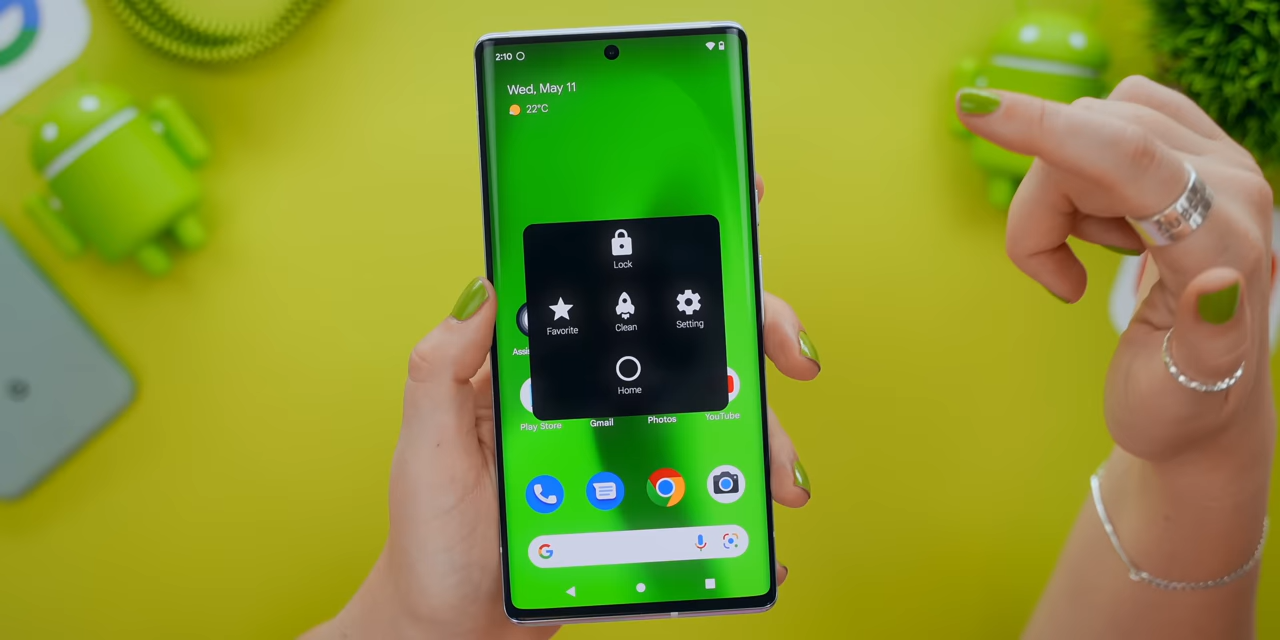 2:10
Wed, May 11
22°C
Lock
Favorite
Clean
Setting
Home
Play Store
Gmail
Photos
YouTube